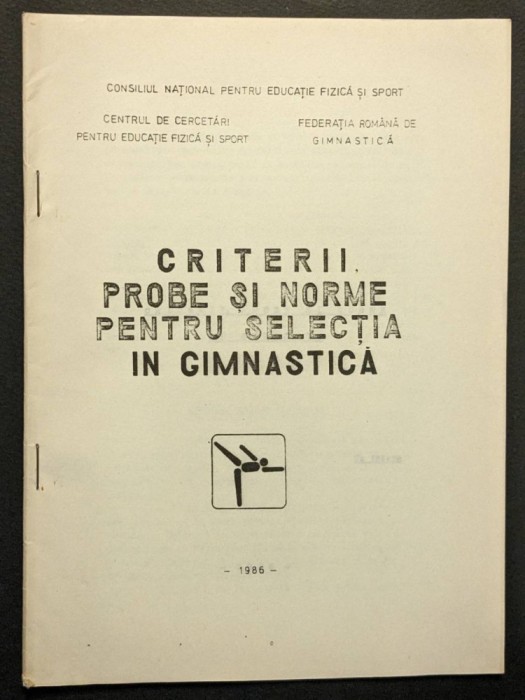 CONSILIUL NAȚIONAL PENTRU EDUCAȚIE FIZICĂ ȘI SPORT
CENTRUL DE CERCETĂRI
PENTRU EDUCAȚIE FIZICĂ ȘI SPORT
FEDERAȚIA ROMÂNĂ DE
GIMNASTICĂ
CRITERII,
PROBE ȘI NORME
PENTRU SELECȚIA
IN GIMNASTICĂ
- 1986 -